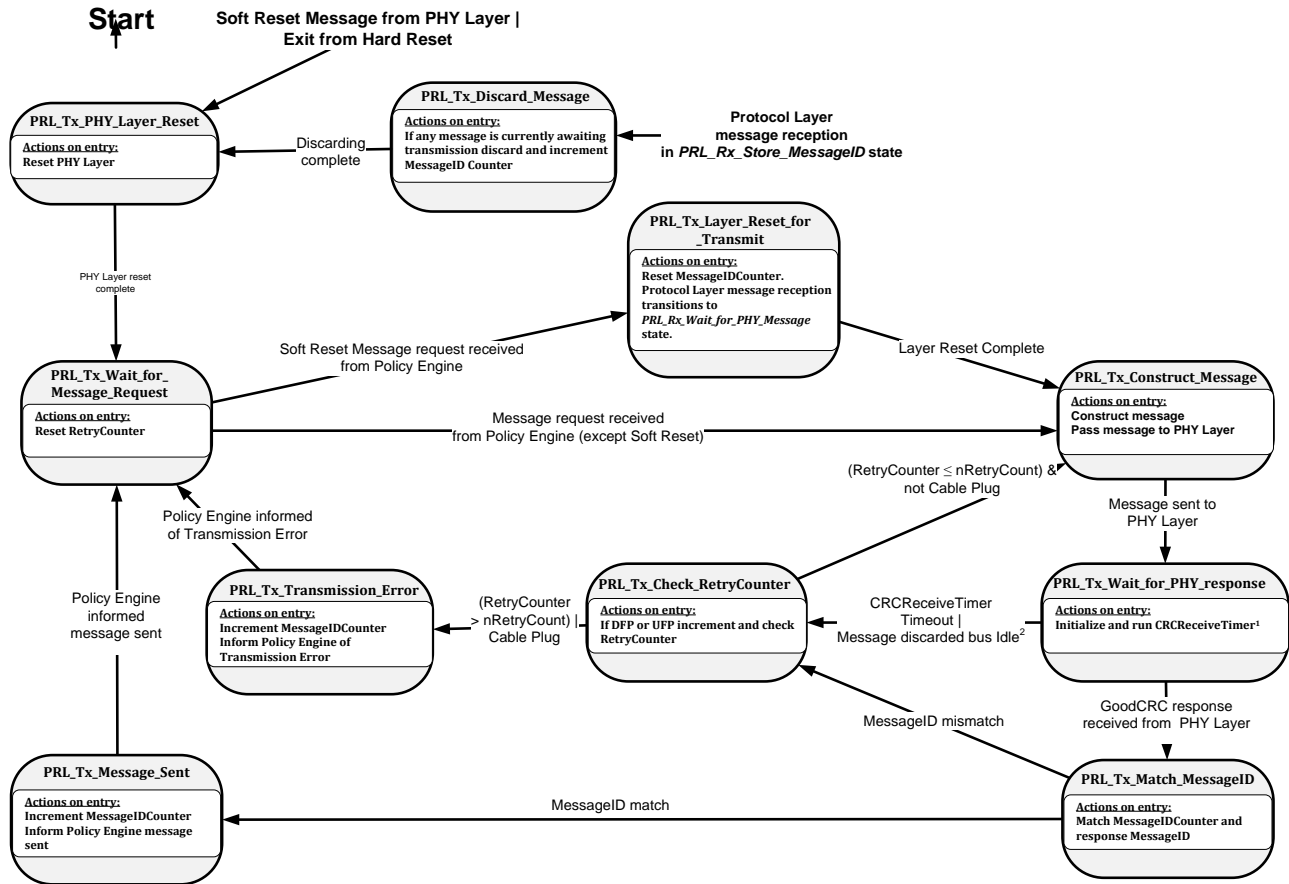 Start
Soft Reset Message from PHY Layer |
Exit from Hard Reset
PRL_Tx_PHY_Layer_Reset
Actions on entry:
Reset PHY Layer
Discarding
complete
PRL_Tx_Discard_Message
Actions on entry:
If any message is currently awaiting
transmission discard and increment
MessageID Counter
Protocol Layer
message reception
in PRL_Rx_Store_MessageID state
PHY Layer reset
complete
PRL_Tx_Layer_Reset_for
_Transmit
Actions on entry:
Reset MessageIDCounter.
Protocol Layer message reception
transitions to
PRL_Rx_Wait_for_PHY_Message
state.
Soft Reset Message request received
from Policy Engine
Layer Reset Complete
PRL_Tx_Wait_for_
Message_Request
Actions on entry:
Reset RetryCounter
Message request received
from Policy Engine (except Soft Reset)
PRL_Tx_Construct_Message
Actions on entry:
Construct message
Pass message to PHY Layer
(RetryCounter ≤ nRetryCount) &
not Cable Plug
Message sent to
PHY Layer
Policy Engine informed
of Transmission Error
Policy Engine
informed
message sent
PRL_Tx_Transmission_Error
Actions on entry:
Increment MessageIDCounter
Inform Policy Engine of
Transmission Error
(RetryCounter
> nRetryCount) |
Cable Plug
PRL_Tx_Check_RetryCounter
Actions on entry:
If DFP or UFP increment and check
RetryCounter
CRCReceiveTimer
Timeout |
Message discarded bus Idle²
PRL_Tx_Wait_for_PHY_response
Actions on entry:
Initialize and run CRCReceiveTimer¹
GoodCRC response
received from PHY Layer
MessageID mismatch
PRL_Tx_Message_Sent
Actions on entry:
Increment MessageIDCounter
Inform Policy Engine message
sent
MessageID match
PRL_Tx_Match_MessageID
Actions on entry:
Match MessageIDCounter and
response MessageID